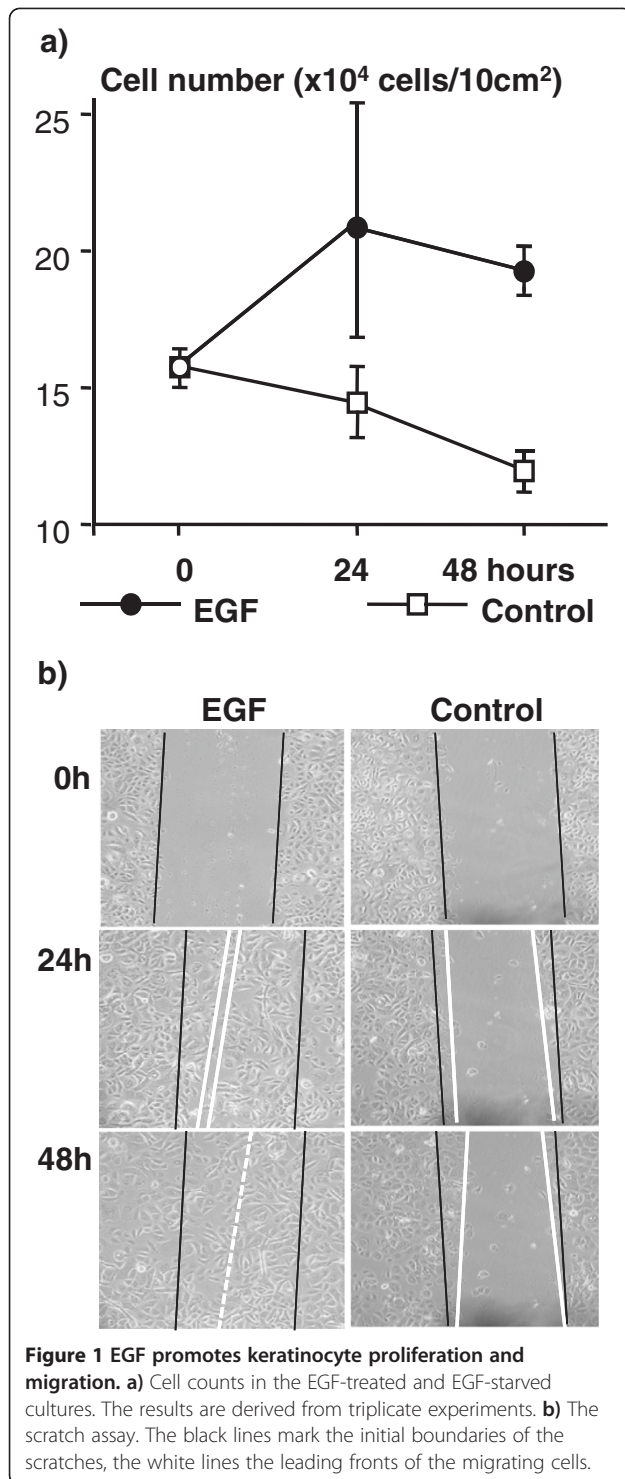 a)
Cell number (x10⁴ cells/10cm²)
25
20
15
10
0 24 48 hours
EGF Control
b)
EGF Control
0h
24h
48h
Figure 1 EGF promotes keratinocyte proliferation and
migration. a) Cell counts in the EGF-treated and EGF-starved
cultures. The results are derived from triplicate experiments. b) The
scratch assay. The black lines mark the initial boundaries of the
scratches, the white lines the leading fronts of the migrating cells.